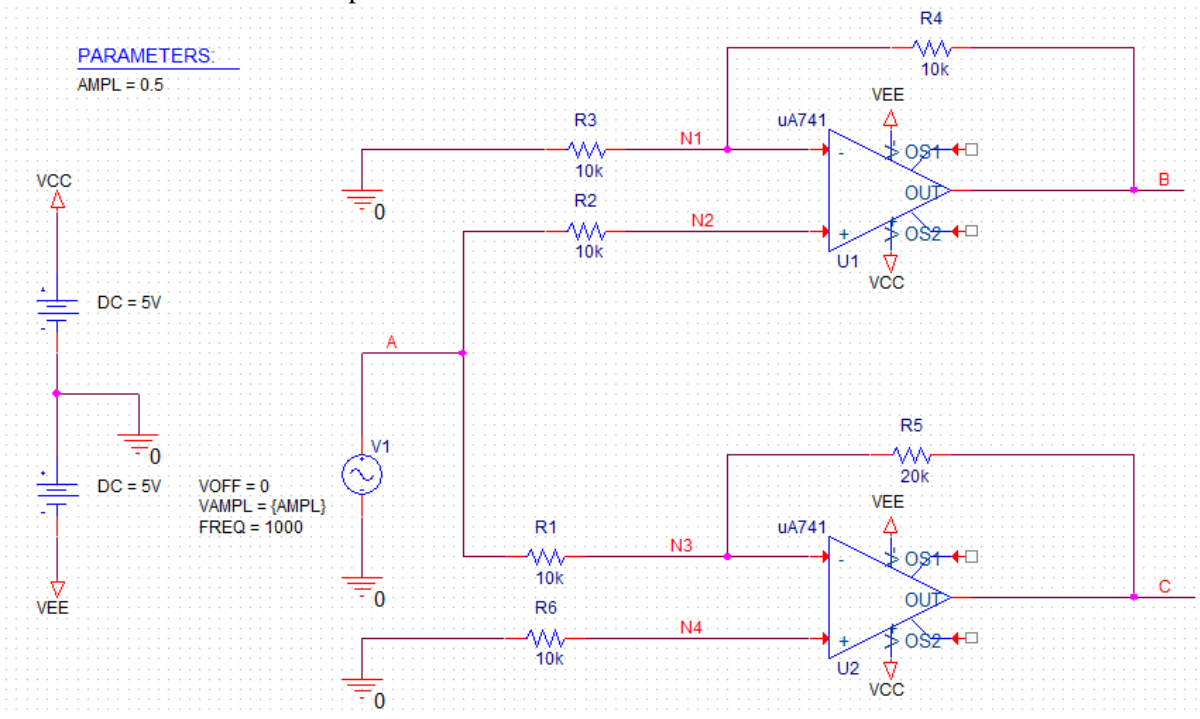 R4
PARAMETERS:
10k
AMPL = 0.5
VEE
R3
uA741
N1
OS1
-
10k
VCC
R2
OUT
B
0
N2
+
OS2
10k
U1
VCC
DC = 5V
A
R5
V1
0
20k
DC = 5V
VOFF = 0
VAMPL = {AMPL}
FREQ = 1000
VEE
R1
uA741
N3
OS1
-
10k
VEE
0
R6
OUT
C
N4
+
OS2
10k
U2
VCC
0